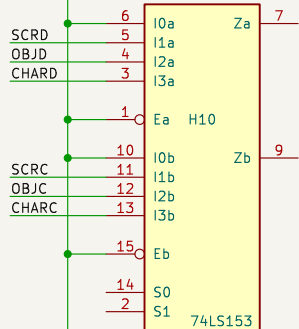 6 I0a Za 7
SCRD 5 I1a
OBJD 4 I2a
CHARD 3 I3a
1 Ea H10
10 I0b Zb 9
SCRC 11 I1b
OBJC 12 I2b
CHARC 13 I3b
15 Eb
14 S0
2 S1
74LS153